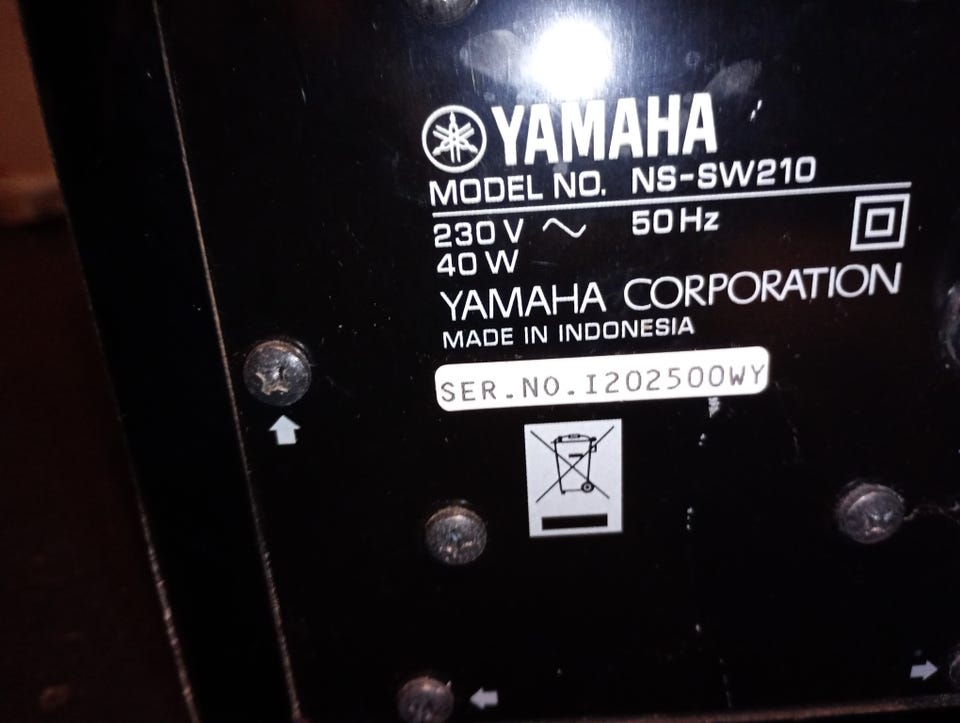 YAMAHA
MODEL NO. NS-SW210
230 V ~ 50 Hz
40 W
YAMAHA CORPORATION
MADE IN INDONESIA
SER.NO.I202500WY